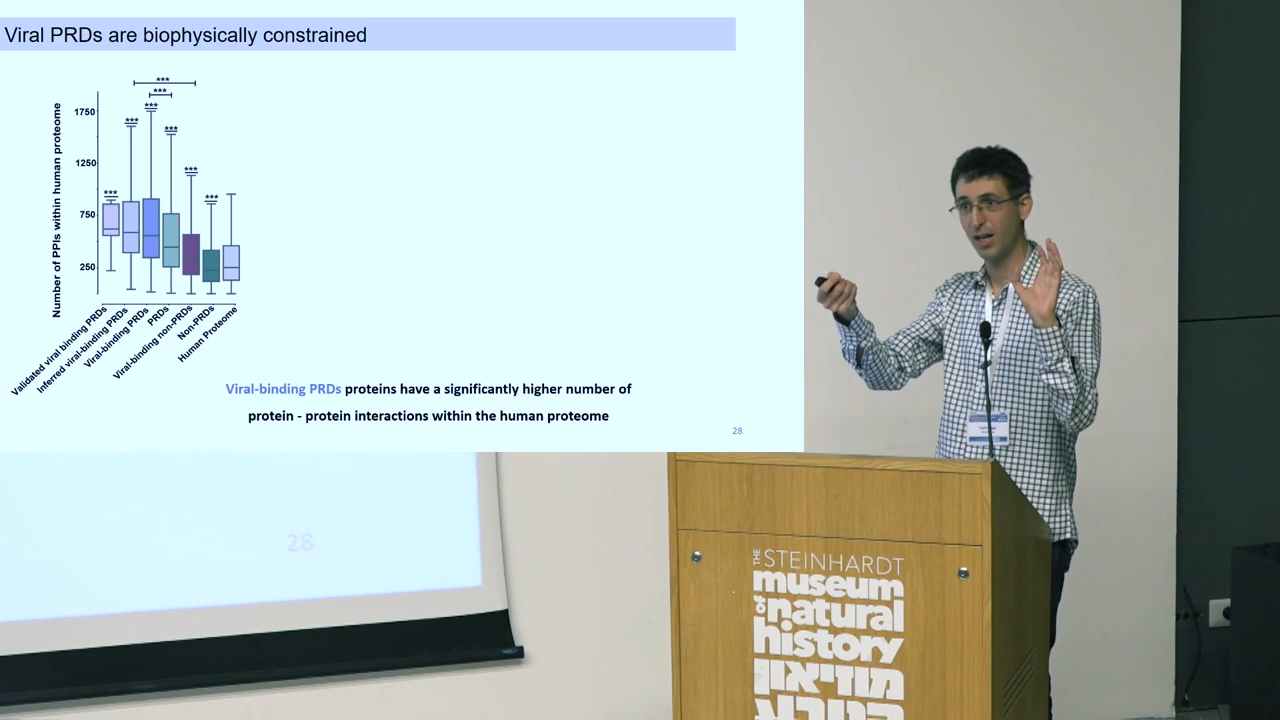 Viral PRDs are biophysically constrained
***
***
***
***
***
***
***
***
***
1750
1250
750
250
Number of PPIs within human proteome
Validated viral binding PRDs
Inferred viral-binding PRDs
Viral-binding PRDs
PRDs
Viral-binding non-PRDs
Non-PRDs
Human Proteome
Viral-binding PRDs proteins have a significantly higher number of
protein - protein interactions within the human proteome
28
28
THE STEINHARDT
museum
of natural
history
מוזיאון
הטבע